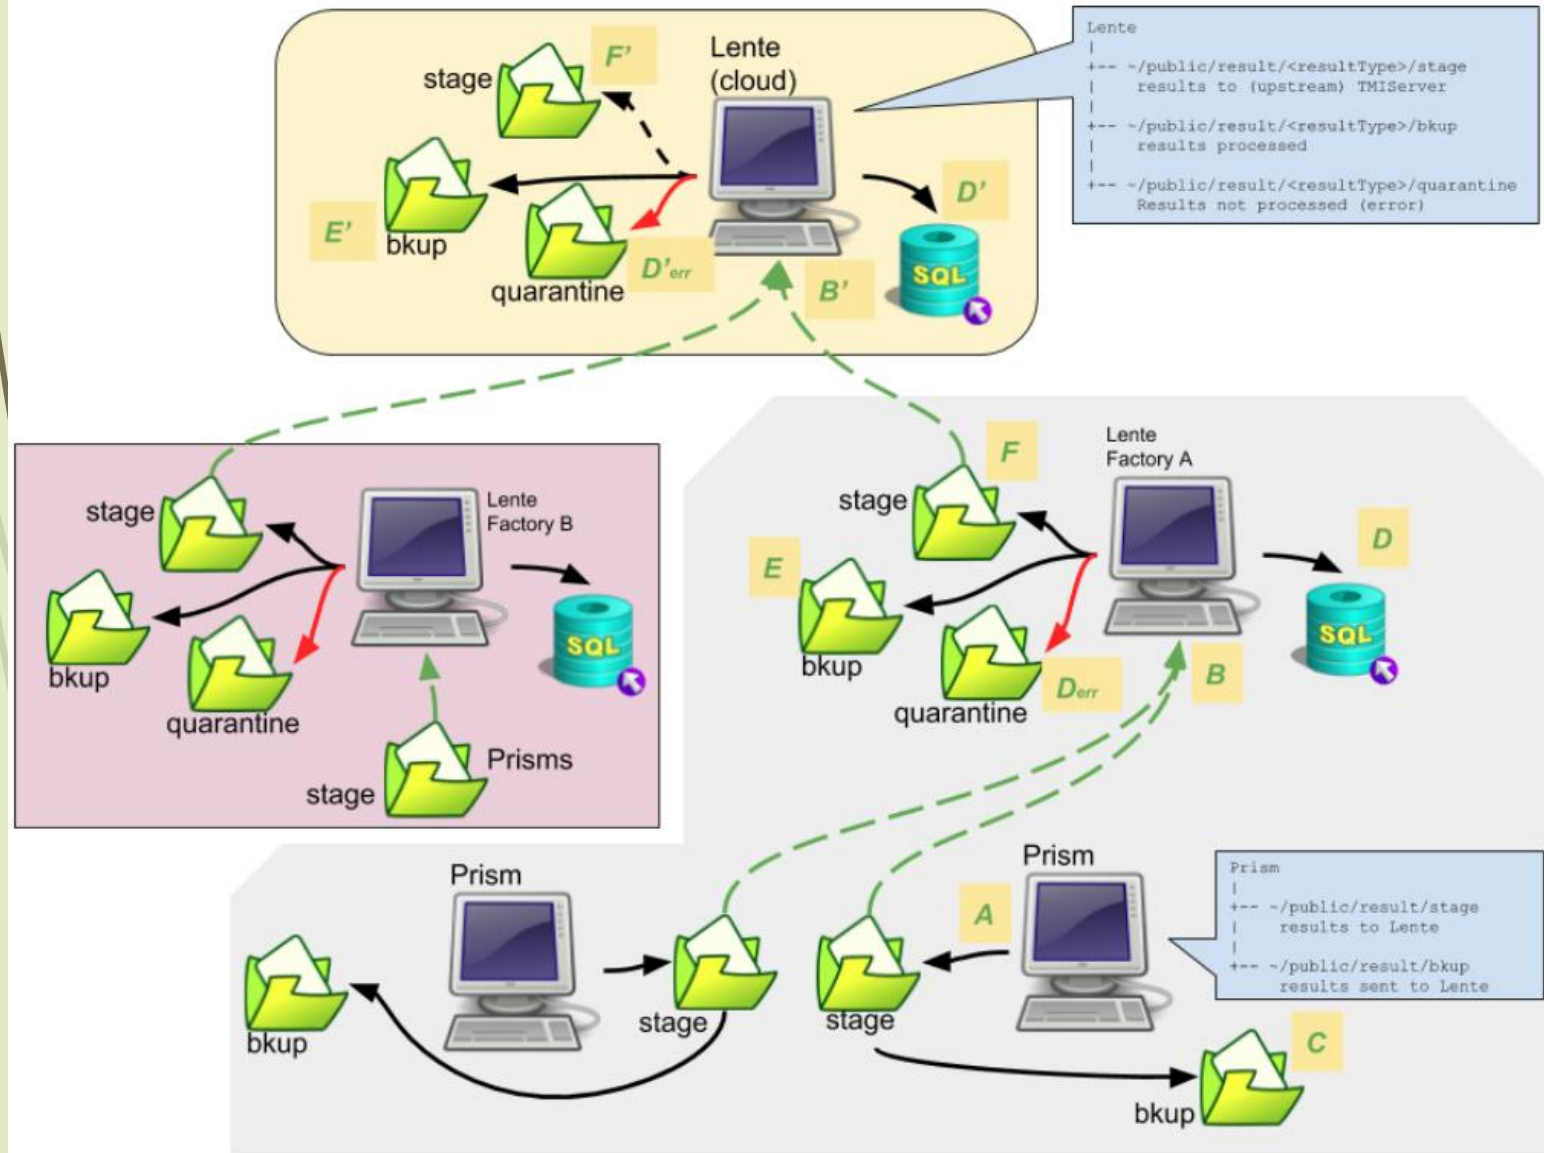 stage
F'
Lente
(cloud)
E'
bkup
quarantine
D'err
B'
D'
SQL
Lente
|
+-- ~/public/result/<resultType>/stage
|    results to (upstream) TMIServer
|
+-- ~/public/result/<resultType>/bkup
|    results processed
|
+-- ~/public/result/<resultType>/quarantine
     Results not processed (error)
stage
Lente
Factory B
bkup
quarantine
SQL
stage
Prisms
F
stage
Lente
Factory A
E
bkup
quarantine
Derr
B
D
SQL
Prism
bkup
stage
A
Prism
stage
C
bkup
Prism
|
+-- ~/public/result/stage
|    results to Lente
|
+-- ~/public/result/bkup
     results sent to Lente